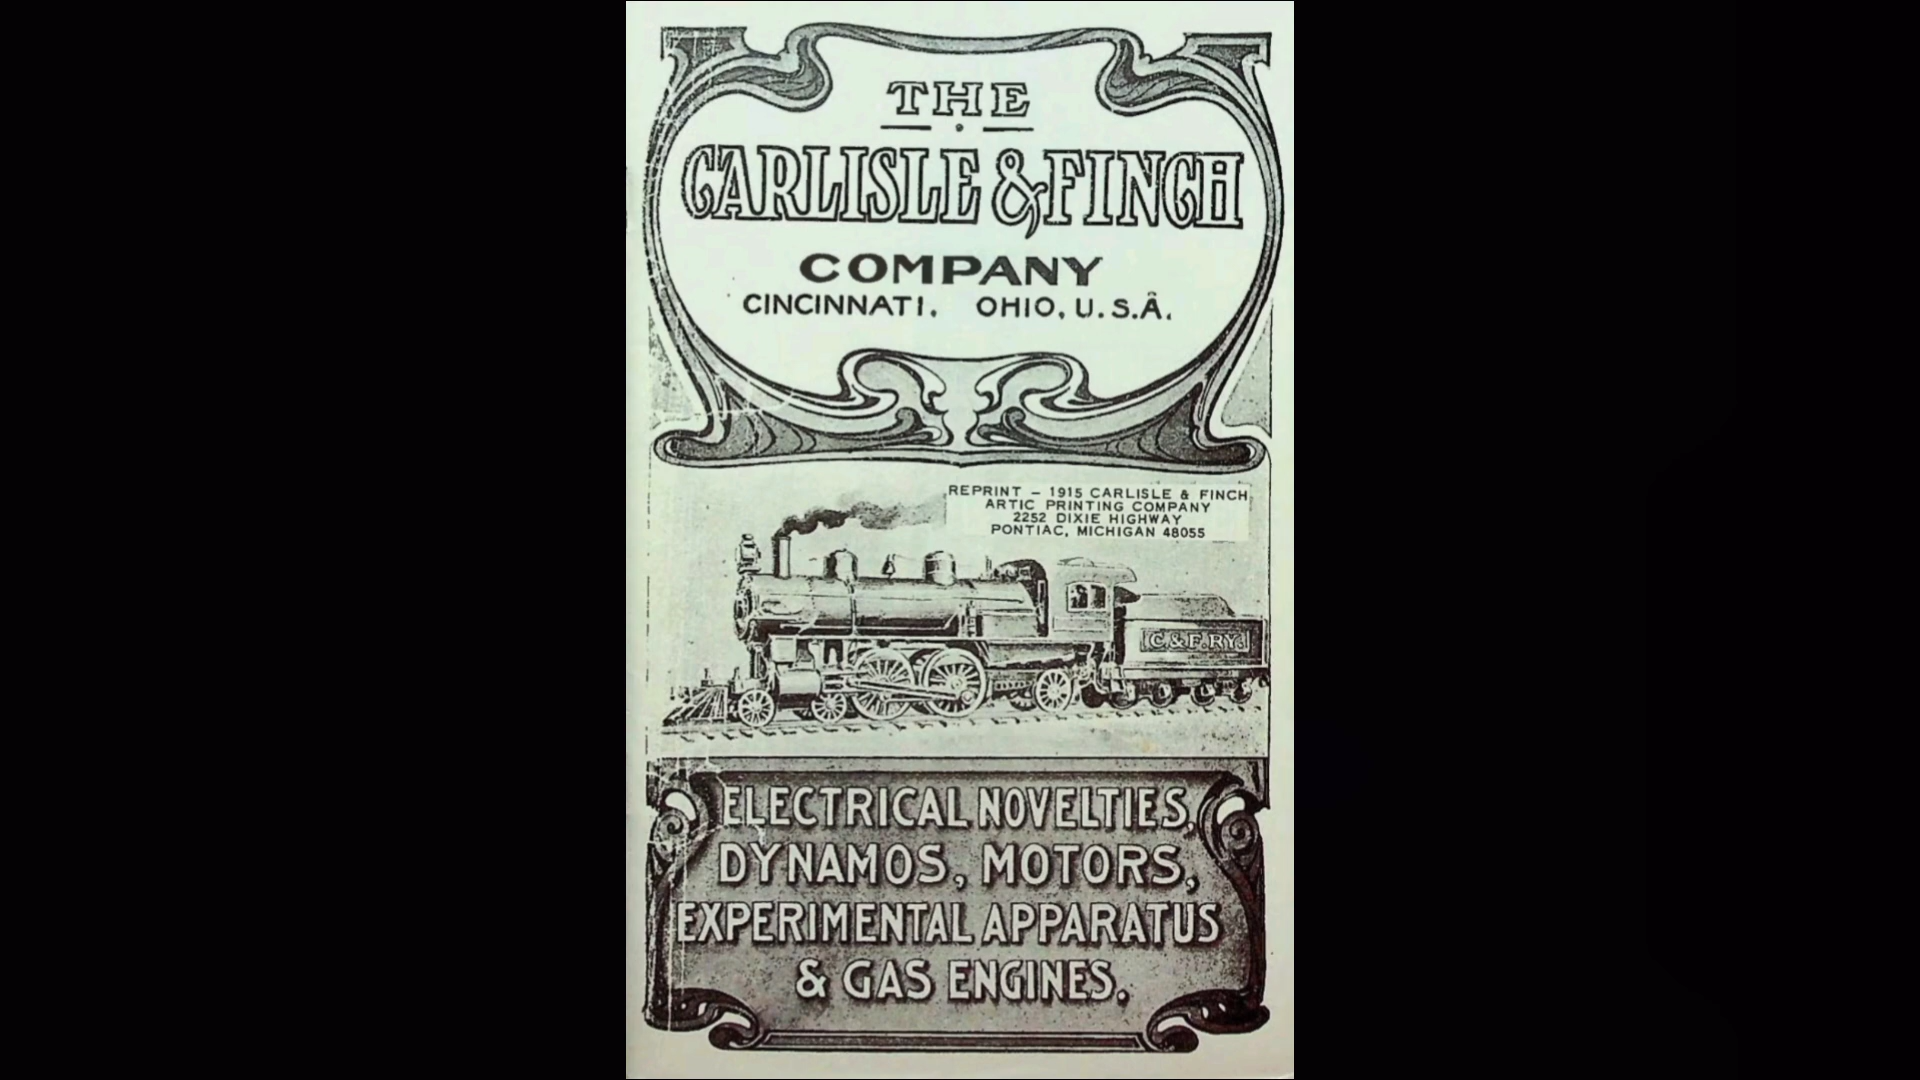 THE
CARLISLE & FINCH
COMPANY
CINCINNATI, OHIO, U.S.A.
REPRINT – 1915 CARLISLE & FINCH
ARTIC PRINTING COMPANY
2252 DIXIE HIGHWAY
PONTIAC, MICHIGAN 48055
C.&F.RY.
ELECTRICAL NOVELTIES,
DYNAMOS, MOTORS,
EXPERIMENTAL APPARATUS
& GAS ENGINES.